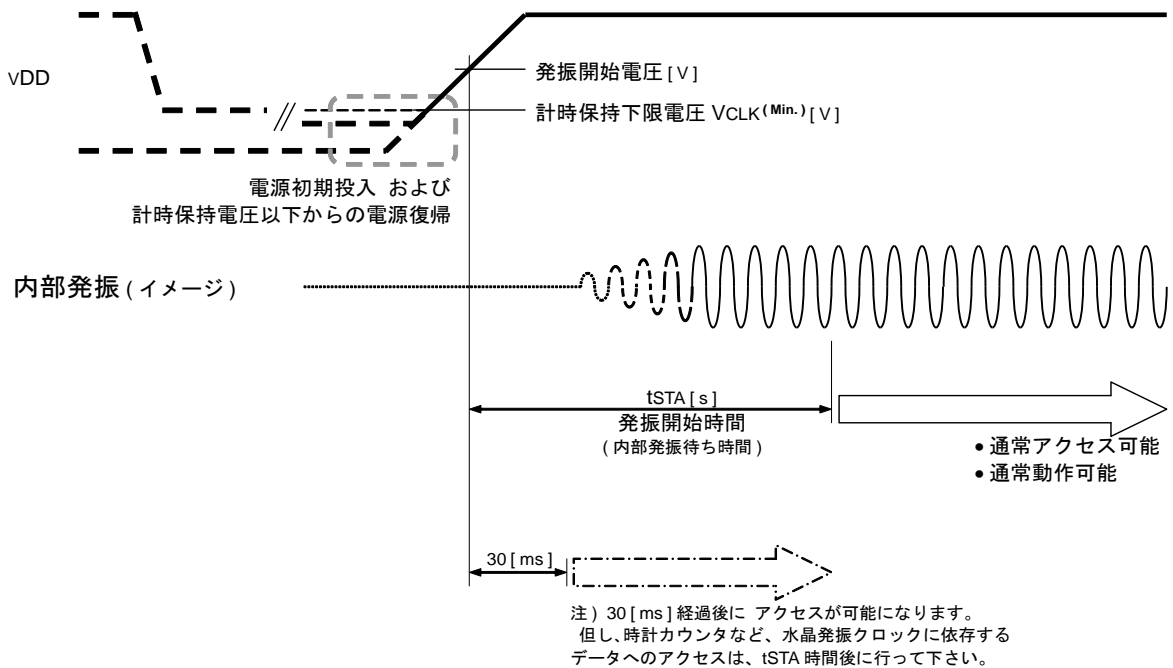 VDD
発振開始電圧 [ V ]
計時保持下限電圧 VCLK(Min.) [ V ]
電源初期投入 および
計時保持電圧以下からの電源復帰
内部発振 ( イメージ )
tSTA [ s ]
発振開始時間
( 内部発振待ち時間 )
• 通常アクセス可能
• 通常動作可能
30 [ ms ]
注 ) 30 [ ms ] 経過後に アクセスが可能になります。
但し、時計カウンタなど、水晶発振クロックに依存する
データへのアクセスは、tSTA 時間後に行って下さい。